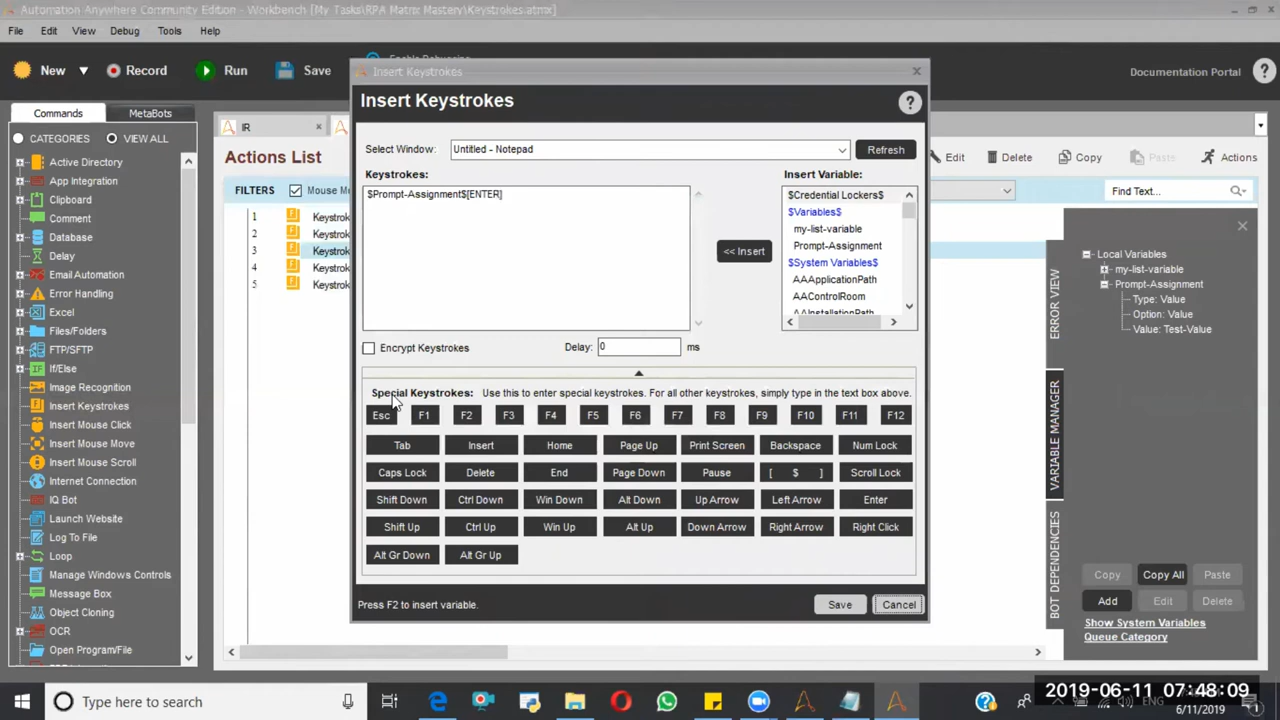 Automation Anywhere Community Edition - Workbench [My Tasks\RPA Matrix Mastery\Keystrokes.atmx]
File Edit View Debug Tools Help
New Record Run Save Enable Debugging Documentation Portal
Insert Keystrokes
Insert Keystrokes
Commands MetaBots
CATEGORIES VIEW ALL
Active Directory
App Integration
Clipboard
Comment
Database
Delay
Email Automation
Error Handling
Excel
Files/Folders
FTP/SFTP
If/Else
Image Recognition
Insert Keystrokes
Insert Mouse Click
Insert Mouse Move
Insert Mouse Scroll
Internet Connection
IQ Bot
Launch Website
Log To File
Loop
Manage Windows Controls
Message Box
Object Cloning
OCR
Open Program/File
IR
Actions List
Edit Delete Copy Paste Actions
FILTERS Mouse M
Find Text...
1 Keystrok
2 Keystrok
3 Keystrok
4 Keystrok
5 Keystrok
Select Window: Untitled - Notepad Refresh
Keystrokes:
$Prompt-Assignment$[ENTER]
<< Insert
Insert Variable:
$Credential Lockers$
$Variables$
my-list-variable
Prompt-Assignment
$System Variables$
AAApplicationPath
AAControlRoom
AAInstallationPath
Encrypt Keystrokes Delay: 0 ms
Special Keystrokes: Use this to enter special keystrokes. For all other keystrokes, simply type in the text box above.
Esc F1 F2 F3 F4 F5 F6 F7 F8 F9 F10 F11 F12
Tab Insert Home Page Up Print Screen Backspace Num Lock
Caps Lock Delete End Page Down Pause [ $ ] Scroll Lock
Shift Down Ctrl Down Win Down Alt Down Up Arrow Left Arrow Enter
Shift Up Ctrl Up Win Up Alt Up Down Arrow Right Arrow Right Click
Alt Gr Down Alt Gr Up
Press F2 to insert variable. Save Cancel
ERROR VIEW
VARIABLE MANAGER
BOT DEPENDENCIES
Local Variables
my-list-variable
Prompt-Assignment
Type: Value
Option: Value
Value: Test-Value
Copy Copy All Paste
Add Edit Delete
Show System Variables
Queue Category
Type here to search
ENG
2019-06-11 07:48:09
6/11/2019